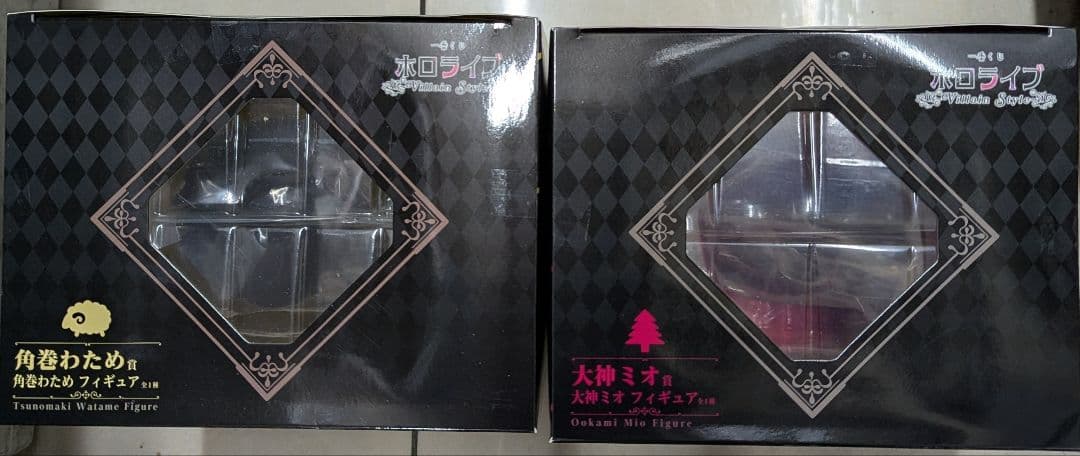 一番くじ
ホロライブ
Villain Style
角巻わため賞
角巻わため フィギュア 全1種
Tsunomaki Watame Figure
一番くじ
ホロライブ
Villain Style
大神ミオ賞
大神ミオ フィギュア 全1種
Ookami Mio Figure